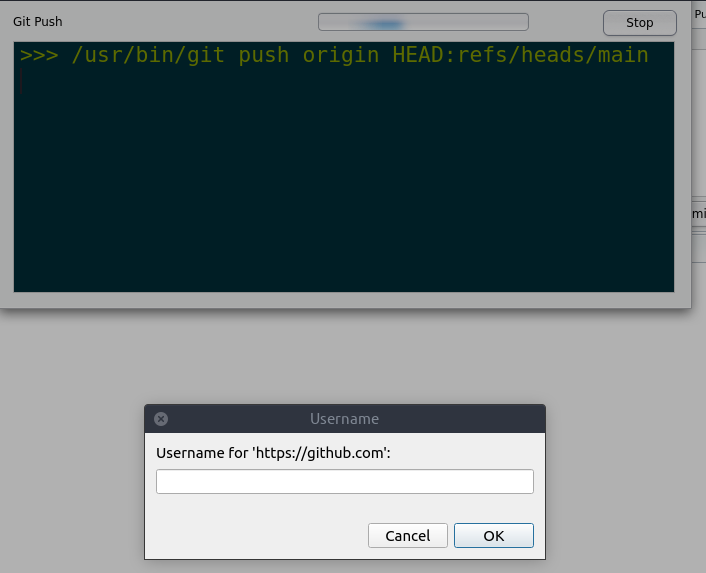 Git Push
Stop
Pu
>>> /usr/bin/git push origin HEAD:refs/heads/main
mi
Username
Username for 'https://github.com':
Cancel
OK